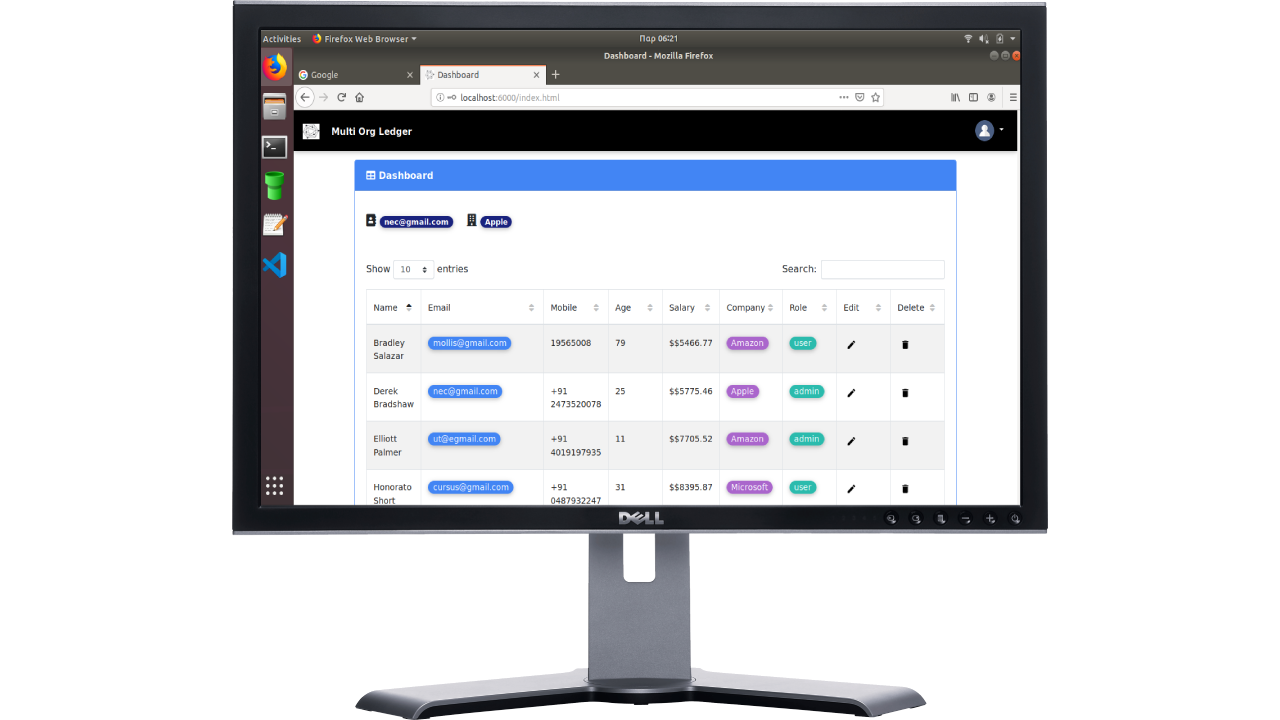 Activities Firefox Web Browser Пар 06:21
Dashboard - Mozilla Firefox
Google Dashboard
localhost:6000/index.html
Multi Org Ledger
Dashboard
nec@gmail.com Apple
Show 10 entries Search:
Name Email Mobile Age Salary Company Role Edit Delete
Bradley Salazar mollis@gmail.com 19565008 79 $$5466.77 Amazon user
Derek Bradshaw nec@gmail.com +91 2473520078 25 $$5775.46 Apple admin
Elliott Palmer ut@egmail.com +91 4019197935 11 $$7705.52 Amazon admin
Honorato Short cursus@gmail.com +91 0487932247 31 $$8395.87 Microsoft user
DELL